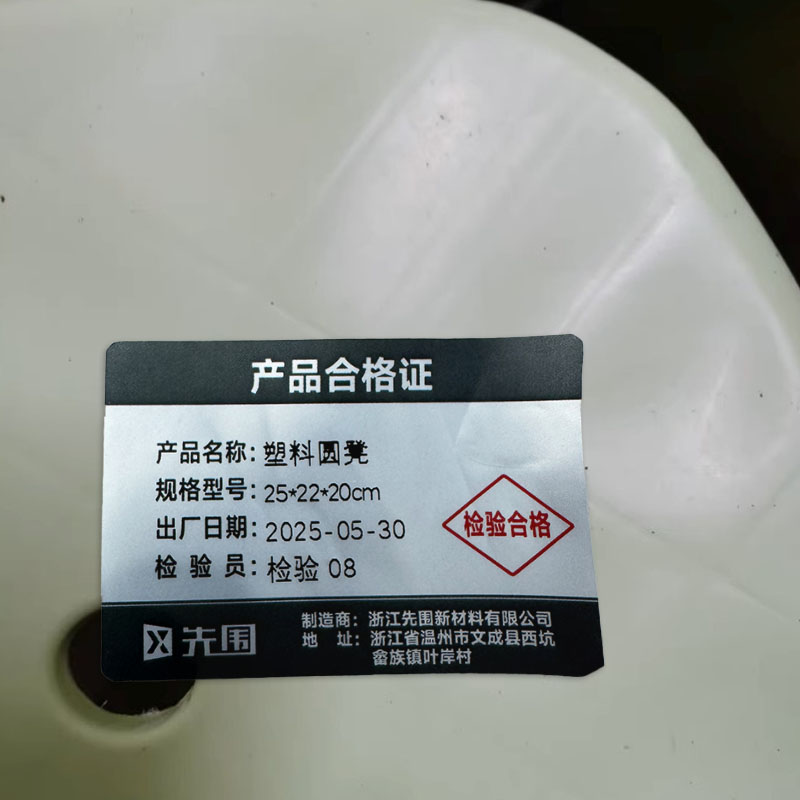 产品合格证
产品名称：塑料圆凳
规格型号：25*22*20cm
出厂日期：2025-05-30
检 验 员：检验 08
检验合格
先围
制造商：浙江先围新材料有限公司
地 址：浙江省温州市文成县西坑
畲族镇叶岸村